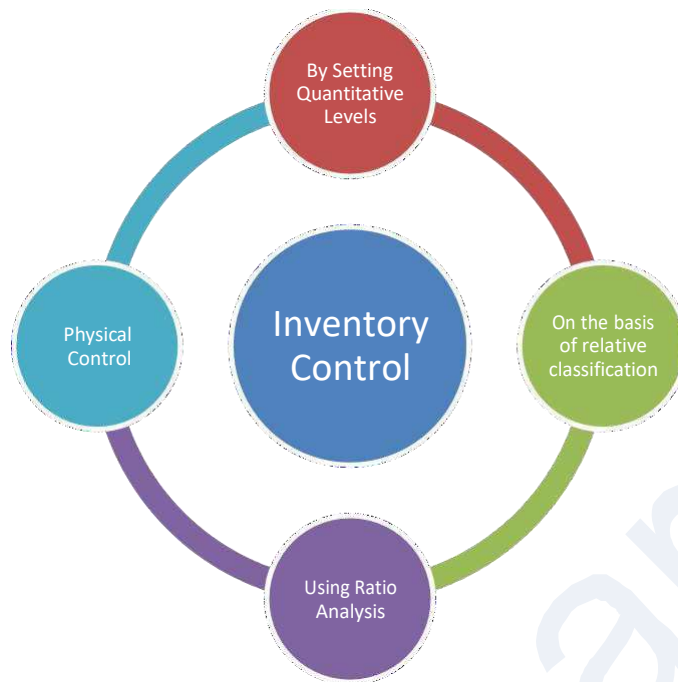 By Setting
Quantitative
Levels
Physical
Control
Inventory
Control
On the basis
of relative
classification
Using Ratio
Analysis